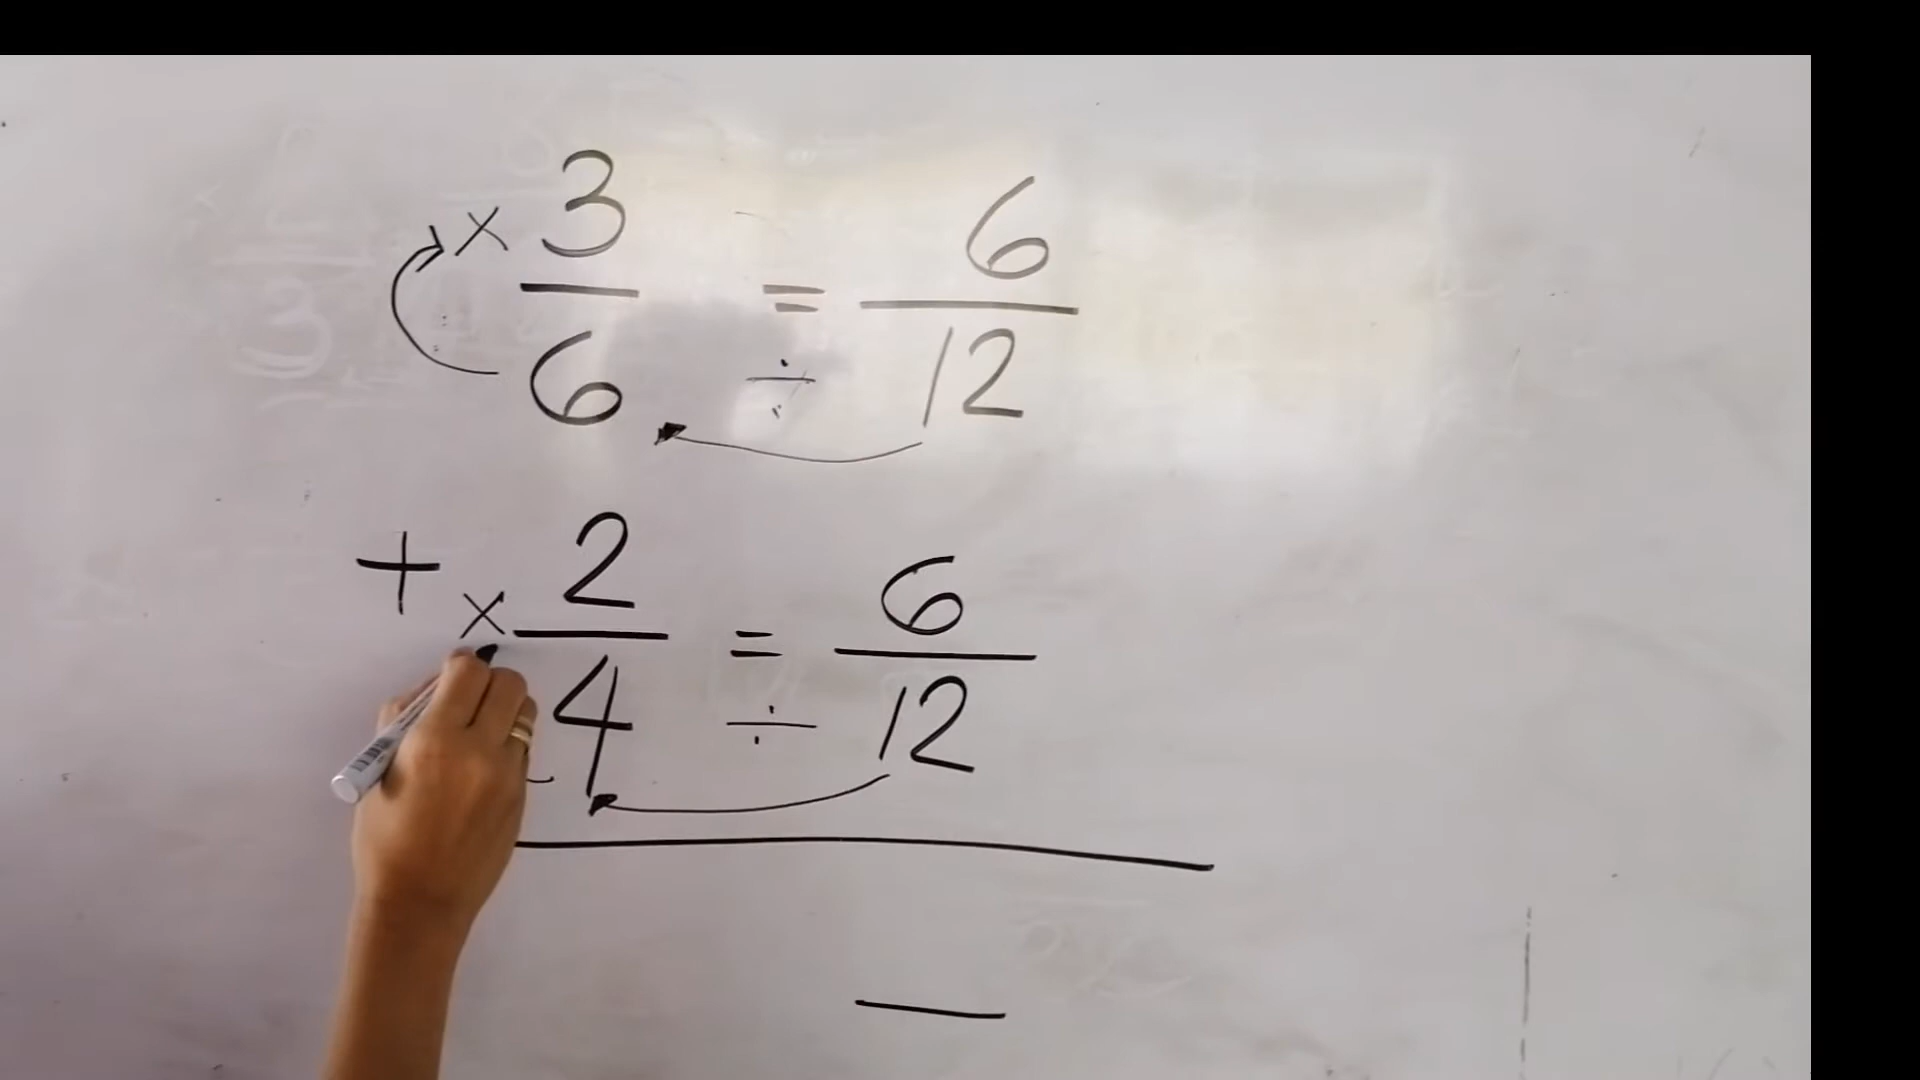 × 3/6 = 6/12
÷
+ × 2/4 = 6/12
÷